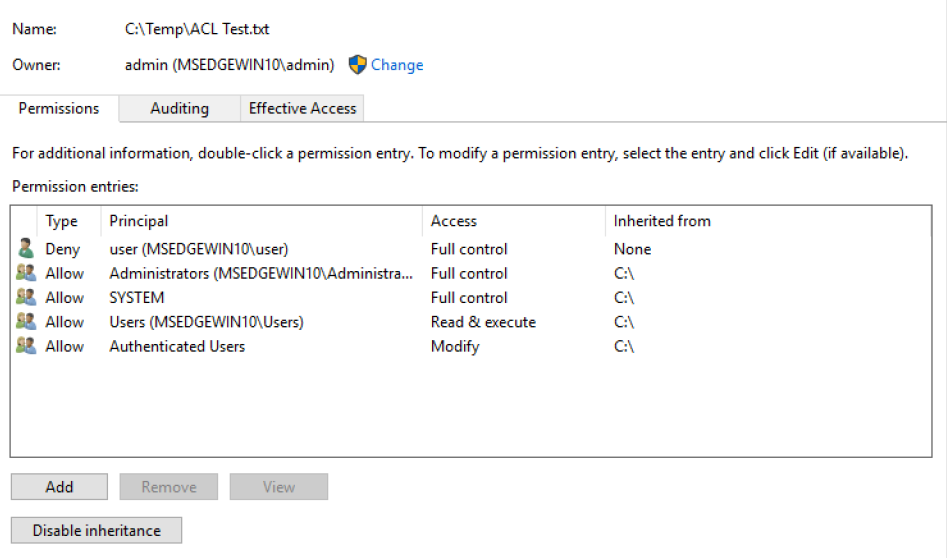 Name: C:\Temp\ACL Test.txt
Owner: admin (MSEDGEWIN10\admin) Change
Permissions Auditing Effective Access
For additional information, double-click a permission entry. To modify a permission entry, select the entry and click Edit (if available).
Permission entries:
Type Principal Access Inherited from
Deny user (MSEDGEWIN10\user) Full control None
Allow Administrators (MSEDGEWIN10\Administra... Full control C:\
Allow SYSTEM Full control C:\
Allow Users (MSEDGEWIN10\Users) Read & execute C:\
Allow Authenticated Users Modify C:\
Add Remove View
Disable inheritance